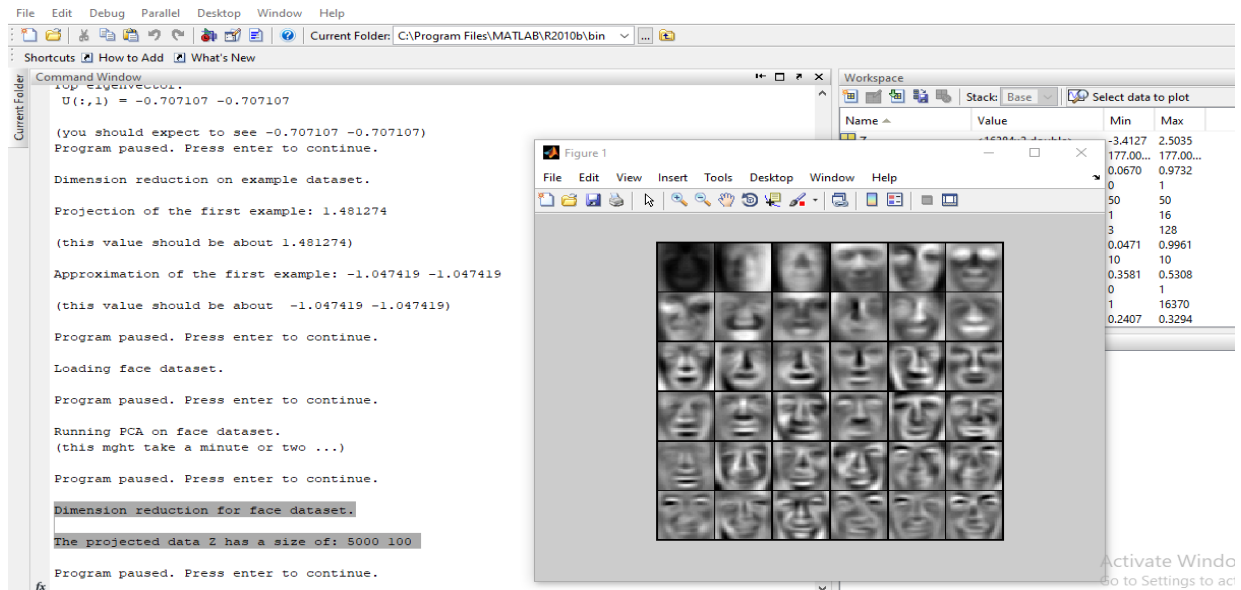 File Edit Debug Parallel Desktop Window Help
Current Folder: C:\Program Files\MATLAB\R2010b\bin
Shortcuts How to Add What's New
Current Folder
Command Window
Top eigenvector:
U(:,1) = -0.707107 -0.707107
(you should expect to see -0.707107 -0.707107)
Program paused. Press enter to continue.
Dimension reduction on example dataset.
Projection of the first example: 1.481274
(this value should be about 1.481274)
Approximation of the first example: -1.047419 -1.047419
(this value should be about -1.047419 -1.047419)
Program paused. Press enter to continue.
Loading face dataset.
Program paused. Press enter to continue.
Running PCA on face dataset.
(this mght take a minute or two ...)
Program paused. Press enter to continue.
Dimension reduction for face dataset.
The projected data Z has a size of: 5000 100
Program paused. Press enter to continue.
fx
Figure 1
File Edit View Insert Tools Desktop Window Help
Workspace
Stack: Base Select data to plot
Name Value Min Max
-3.4127 2.5035
177.00... 177.00...
0.0670 0.9732
0 1
50 50
1 16
3 128
0.0471 0.9961
10 10
0.3581 0.5308
0 1
1 16370
0.2407 0.3294
Activate Windo
Go to Settings to act